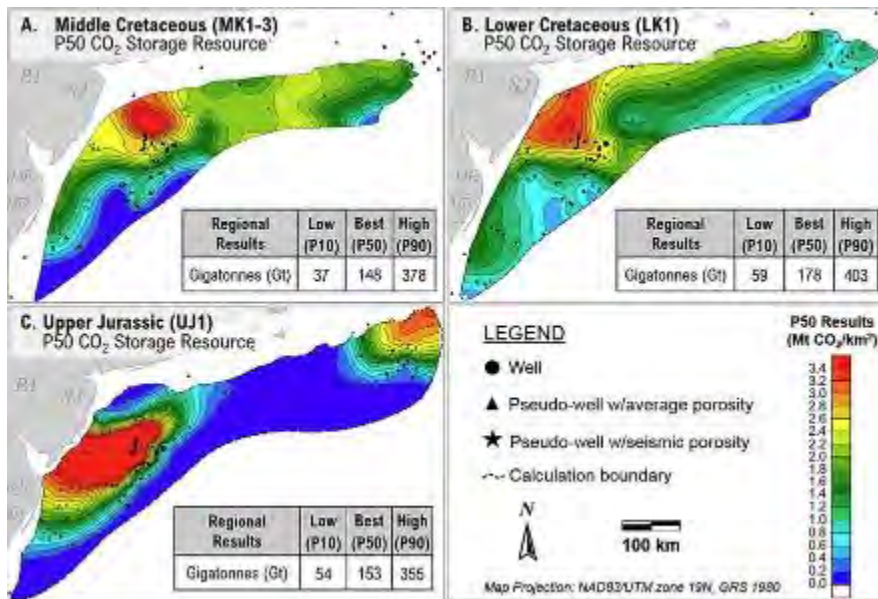 A. Middle Cretaceous (MK1-3)
P50 CO₂ Storage Resource
Regional Results Low (P10) Best (P50) High (P90)
Gigatonnes (Gt) 37 148 378
B. Lower Cretaceous (LK1)
P50 CO₂ Storage Resource
Regional Results Low (P10) Best (P50) High (P90)
Gigatonnes (Gt) 59 178 403
C. Upper Jurassic (UJ1)
P50 CO₂ Storage Resource
Regional Results Low (P10) Best (P50) High (P90)
Gigatonnes (Gt) 54 153 355
LEGEND
Well
Pseudo-well w/average porosity
Pseudo-well w/seismic porosity
Calculation boundary
N
100 km
Map Projection: NAD83/UTM zone 19N, GRS 1980
P50 Results
(Mt CO₂/km²)
3.4
3.2
3.0
2.8
2.6
2.4
2.2
2.0
1.8
1.6
1.4
1.2
1.0
0.8
0.6
0.4
0.2
0.0